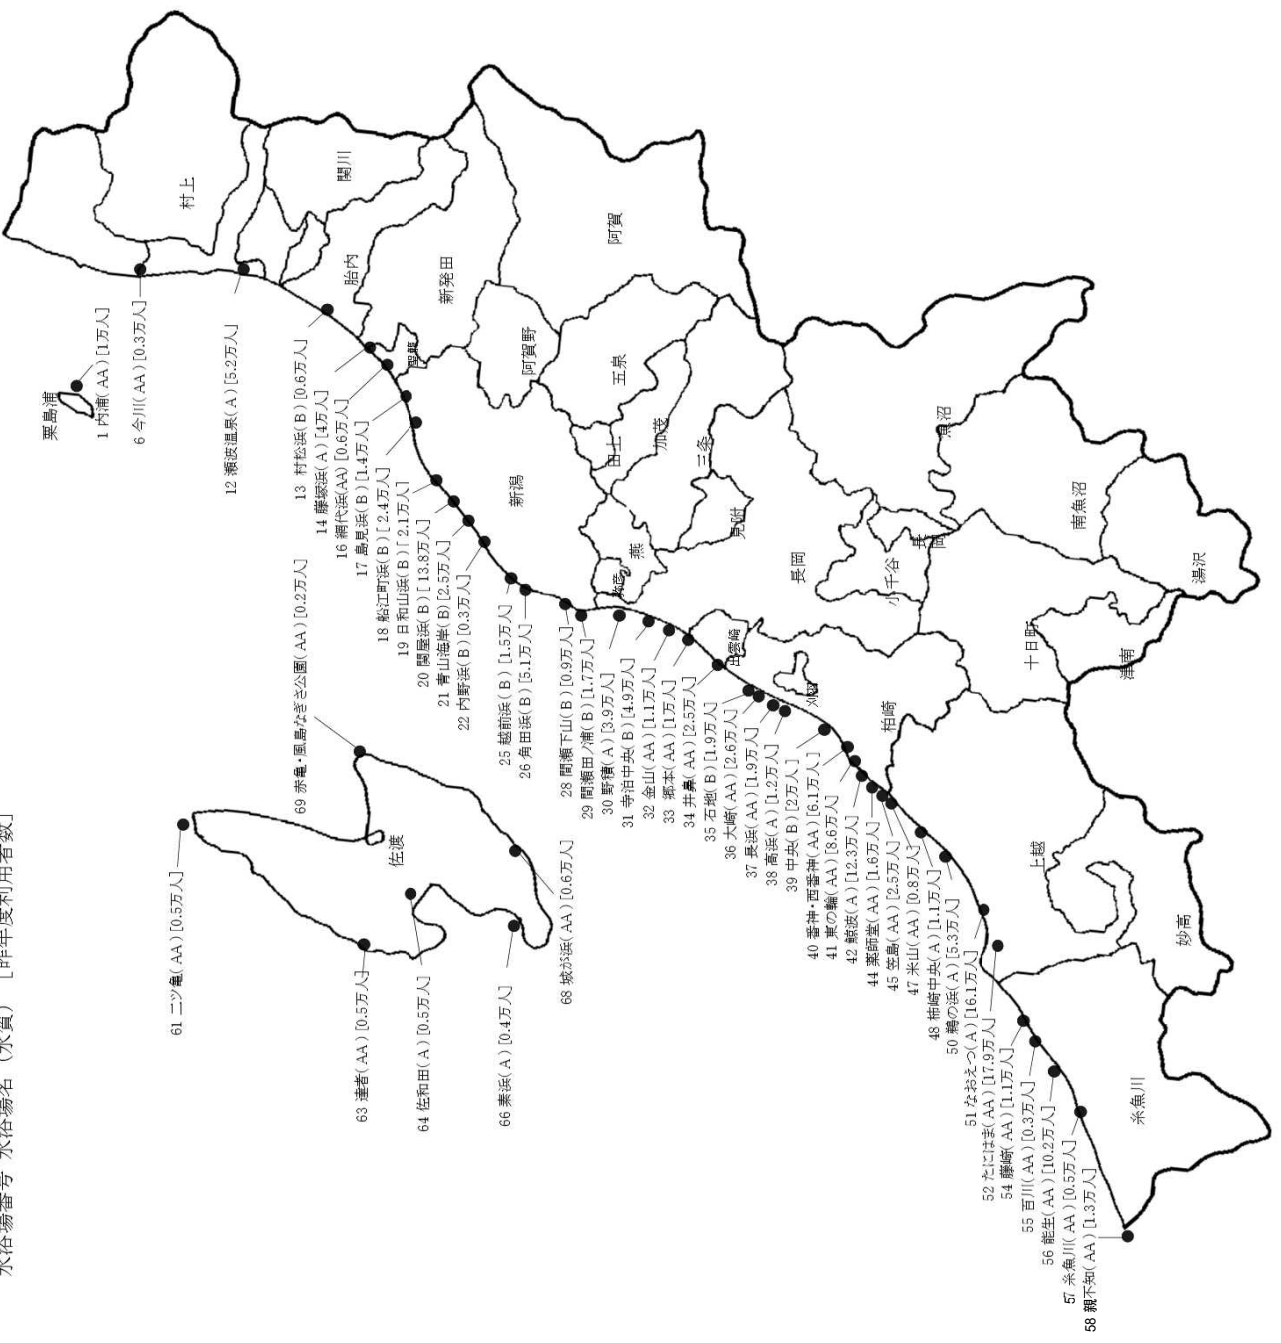 水浴場番号 水浴場名（水質） ［昨年度利用者数］
粟島浦
1 内浦(AA)[1万人]
6 今川(AA)[0.3万人]
12 瀬波温泉(A)[5.2万人]
13 村松浜(B)[0.6万人]
14 藤塚浜(A)[4万人]
16 網代浜(AA)[0.6万人]
17 島見浜(B)[1.4万人]
18 船江町浜(B)[2.4万人]
19 日和山浜(B)[2.1万人]
20 関屋浜(B)[13.8万人]
21 青山海岸(B)[2.5万人]
22 内野浜(B)[0.3万人]
25 越前浜(B)[1.5万人]
26 角田浜(B)[5.1万人]
28 間瀬下山(B)[0.9万人]
29 間瀬田ノ浦(B)[1.7万人]
30 野積(A)[3.9万人]
31 寺泊中央(B)[4.9万人]
32 金山(AA)[1.1万人]
33 郷本(AA)[1万人]
34 井鼻(AA)[2.5万人]
35 石地(B)[1.9万人]
36 大崎(AA)[2.6万人]
37 長浜(AA)[1.9万人]
38 高浜(A)[1.2万人]
39 中央(B)[2万人]
40 番神・西番神(AA)[6.1万人]
41 東の輪(AA)[8.6万人]
42 鯨波(A)[12.3万人]
44 薬師堂(AA)[1.6万人]
45 笠島(AA)[2.5万人]
47 米山(AA)[0.8万人]
48 柿崎中央(A)[1.1万人]
50 鵜の浜(A)[5.3万人]
51 なおえつ(A)[16.1万人]
52 たにはま(AA)[17.9万人]
54 藤崎(AA)[1.1万人]
55 百川(AA)[0.3万人]
56 能生(AA)[10.2万人]
57 糸魚川(AA)[0.5万人]
58 親不知(AA)[1.3万人]
61 二ツ亀(AA)[0.5万人]
63 達者(AA)[0.5万人]
64 佐和田(A)[0.5万人]
66 素浜(A)[0.4万人]
68 城が浜(AA)[0.6万人]
69 赤亀・風島なぎさ公園(AA)[0.2万人]
佐渡
村上
関川
胎内
新発田
聖籠
阿賀野
阿賀
新潟
五泉
田上
加茂
三条
燕
弥彦
見附
長岡
出雲崎
刈羽
柏崎
小千谷
長岡
魚沼
南魚沼
湯沢
十日町
津南
上越
妙高
糸魚川